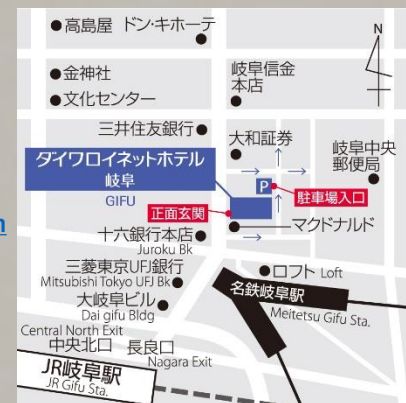 高島屋 ドン・キホーテ
N
金神社
文化センター
岐阜信金
本店
三井住友銀行
大和証券
岐阜中央
郵便局
ダイワロイネットホテル
岐阜
GIFU
P
駐車場入口
正面玄関
マクドナルド
n
十六銀行本店
Juroku Bk
三菱東京UFJ銀行
Mitsubishi Tokyo UFJ Bk
ロフト Loft
名鉄岐阜駅
Meitetsu Gifu Sta.
大岐阜ビル
Dai gifu Bldg
Central North Exit
中央北口
長良口
Nagara Exit
JR岐阜駅
JR Gifu Sta.